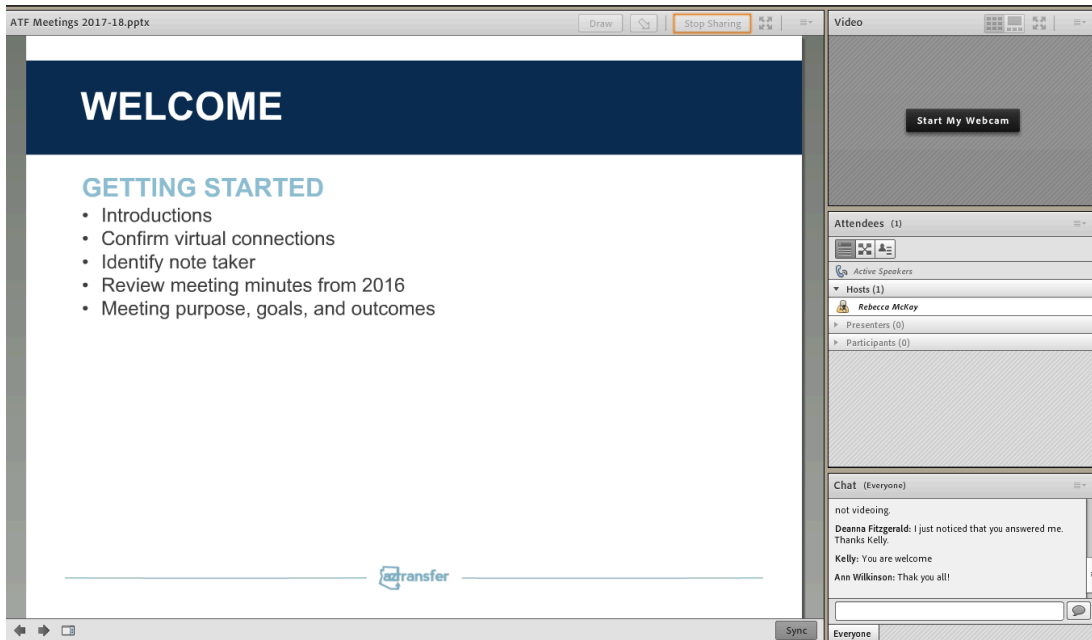 ATF Meetings 2017-18.pptx
Draw
Stop Sharing
WELCOME
GETTING STARTED
• Introductions
• Confirm virtual connections
• Identify note taker
• Review meeting minutes from 2016
• Meeting purpose, goals, and outcomes
aztransfer
Sync
Video
Start My Webcam
Attendees (1)
Active Speakers
Hosts (1)
Rebecca McKay
Presenters (0)
Participants (0)
Chat (Everyone)
not videoing.
Deanna Fitzgerald: I just noticed that you answered me.
Thanks Kelly.
Kelly: You are welcome
Ann Wilkinson: Thak you all!
Everyone